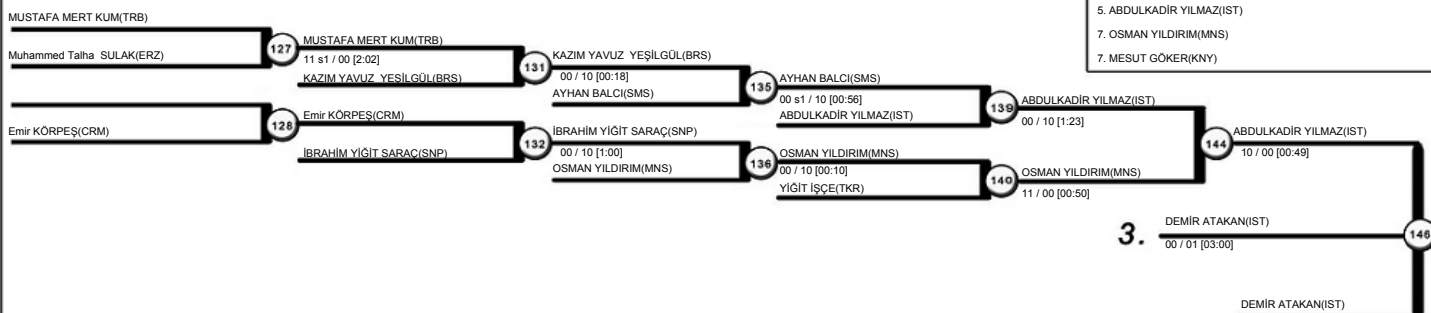 5. ABDULKADİR YILMAZ(IST)
7. OSMAN YILDIRIM(MNS)
7. MESUT GÖKER(KNY)
MUSTAFA MERT KUM(TRB)
Muhammed Talha SULAK(ERZ)
127
MUSTAFA MERT KUM(TRB)
11 s1 / 00 [2:02]
KAZIM YAVUZ YEŞİLGÜL(BRS)
131
KAZIM YAVUZ YEŞİLGÜL(BRS)
00 / 10 [00:18]
AYHAN BALCI(SMS)
135
AYHAN BALCI(SMS)
00 s1 / 10 [00:56]
ABDULKADİR YILMAZ(IST)
139
ABDULKADİR YILMAZ(IST)
00 / 10 [1:23]
Emir KÖRPEŞ(CRM)
128
Emir KÖRPEŞ(CRM)
İBRAHİM YİĞİT SARAÇ(SNP)
132
İBRAHİM YİĞİT SARAÇ(SNP)
00 / 10 [1:00]
OSMAN YILDIRIM(MNS)
136
OSMAN YILDIRIM(MNS)
00 / 10 [00:10]
YİĞİT İŞÇE(TKR)
140
OSMAN YILDIRIM(MNS)
11 / 00 [00:50]
144
ABDULKADİR YILMAZ(IST)
10 / 00 [00:49]
3.
DEMİR ATAKAN(IST)
00 / 01 [03:00]
146
DEMİR ATAKAN(IST)